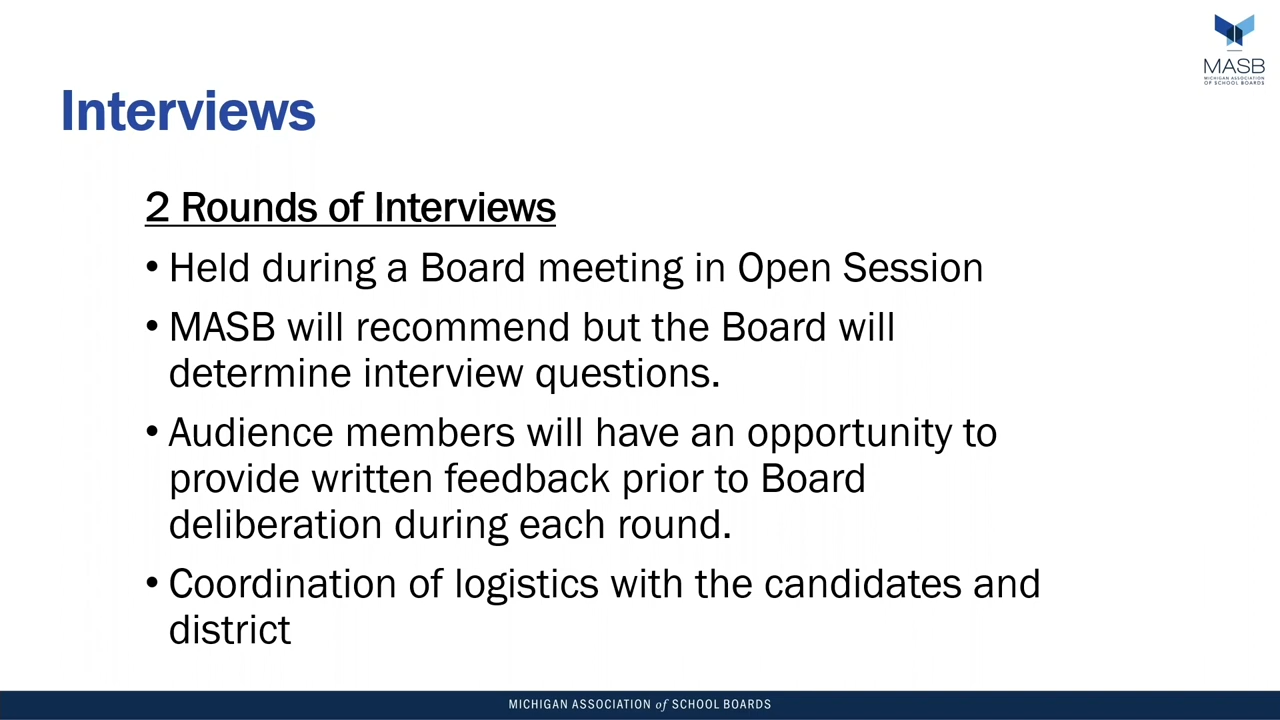 MASB
MICHIGAN ASSOCIATION
OF SCHOOL BOARDS
Interviews
2 Rounds of Interviews
• Held during a Board meeting in Open Session
• MASB will recommend but the Board will
determine interview questions.
• Audience members will have an opportunity to
provide written feedback prior to Board
deliberation during each round.
• Coordination of logistics with the candidates and
district
MICHIGAN ASSOCIATION of SCHOOL BOARDS